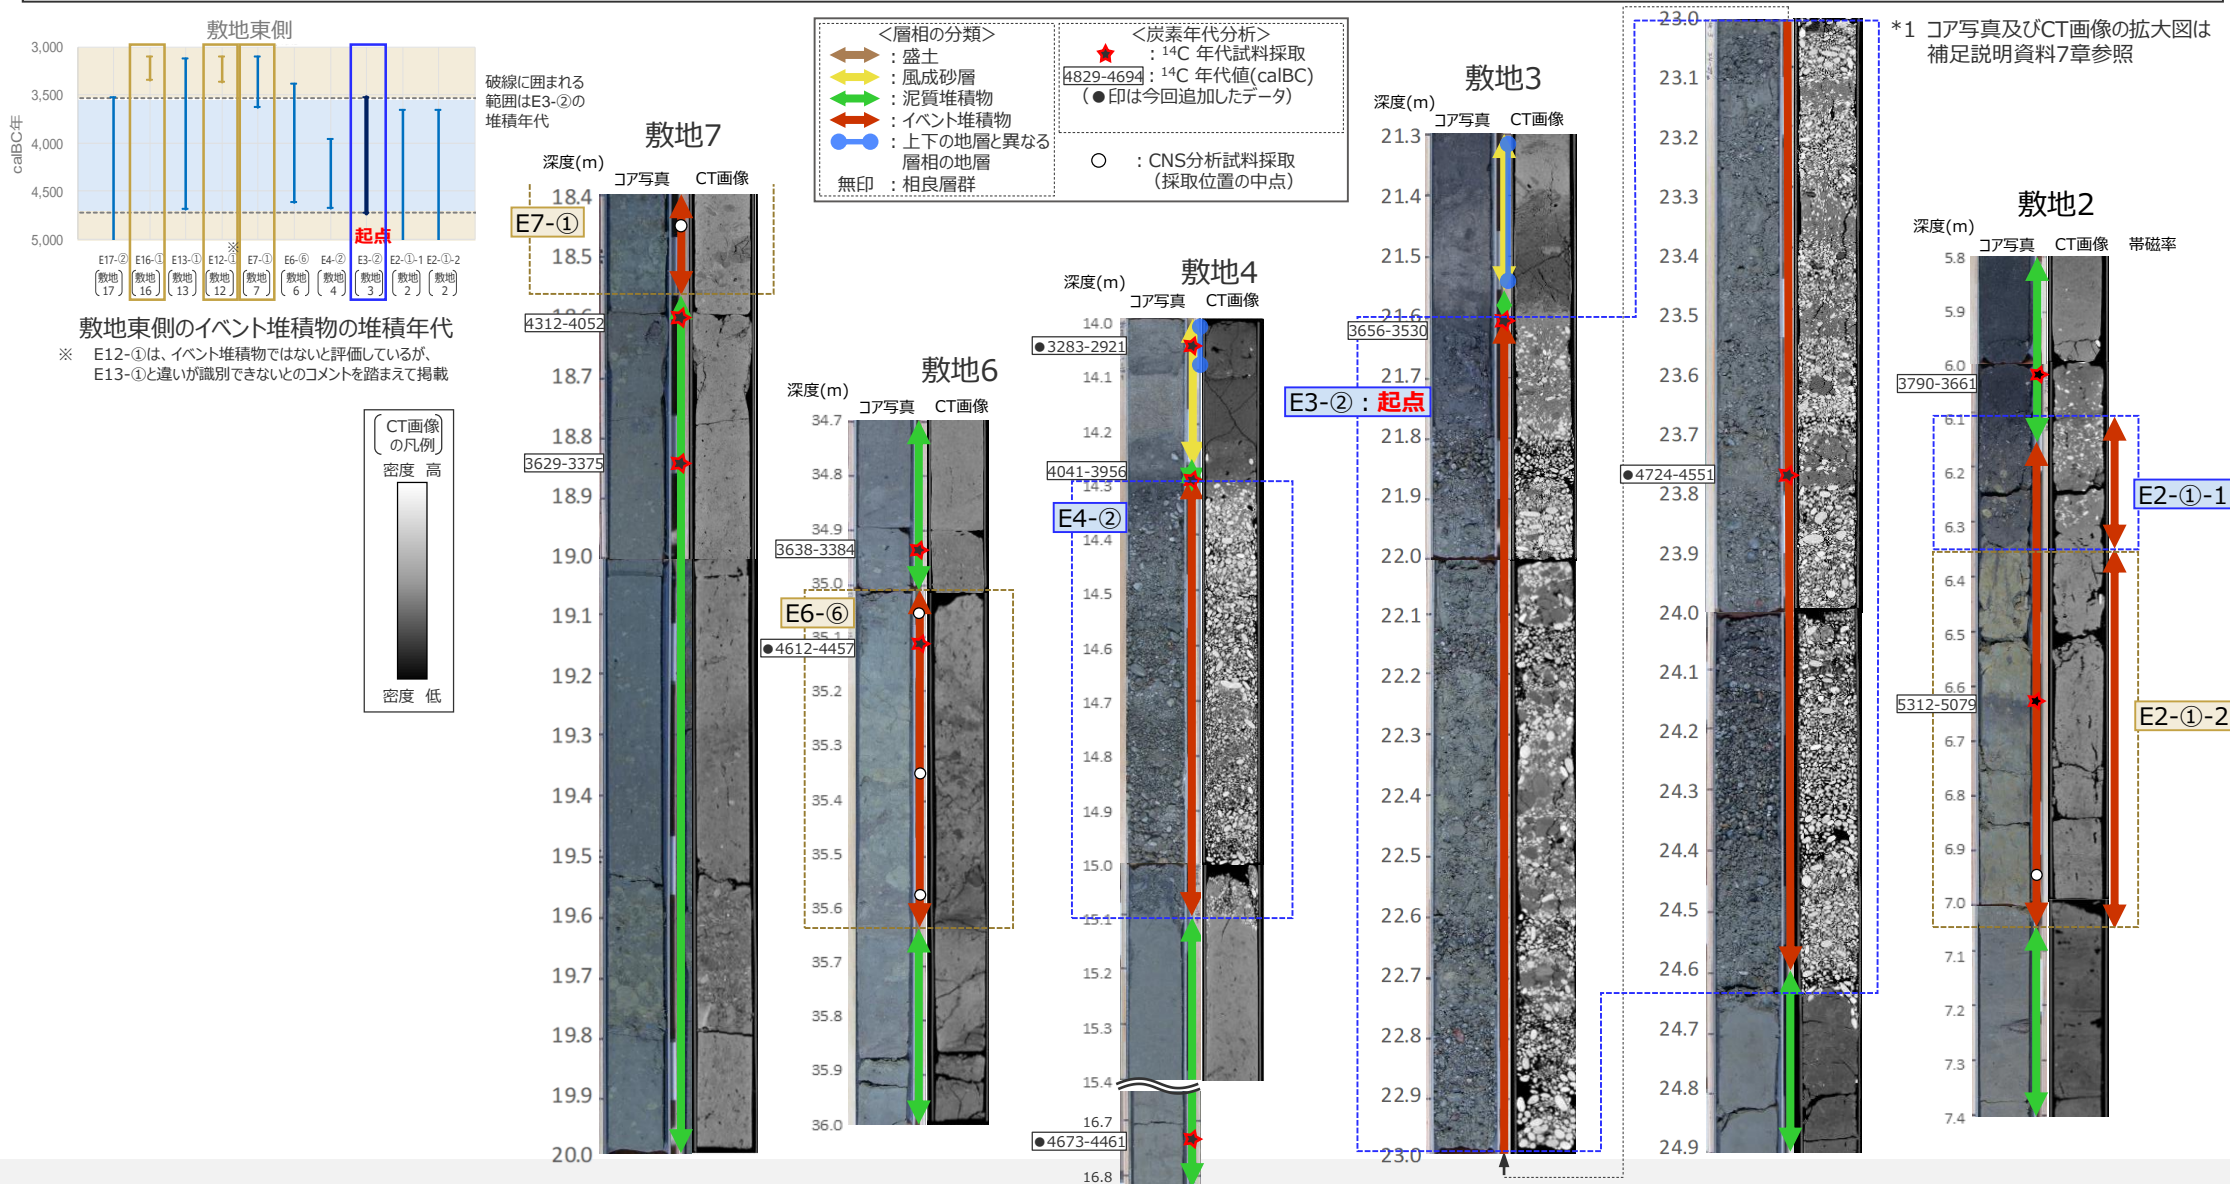 敷地東側
3,000
3,500
4,000
4,500
5,000
calBC年
破線に囲まれる
範囲はE3-②の
堆積年代
起点
※
E17-② E16-① E13-① E12-① E7-① E6-⑥ E4-② E3-② E2-①-1 E2-①-2
敷地17 敷地16 敷地13 敷地12 敷地7 敷地6 敷地4 敷地3 敷地2 敷地2
敷地東側のイベント堆積物の堆積年代
※ E12-①は、イベント堆積物ではないと評価しているが、
E13-①と違いが識別できないとのコメントを踏まえて掲載
CT画像
の凡例
密度 高
密度 低
<層相の分類>
:盛土
:風成砂層
:泥質堆積物
:イベント堆積物
:上下の地層と異なる
層相の地層
無印 :相良層群
<炭素年代分析>
:14C 年代試料採取
4829-4694 :14C 年代値(calBC)
(●印は今回追加したデータ)
○ :CNS分析試料採取
(採取位置の中点)
*1 コア写真及びCT画像の拡大図は
補足説明資料7章参照
敷地7
深度(m)
コア写真 CT画像
18.4
E7-①
18.5
18.6
4312-4052
18.7
18.8
3629-3375
18.9
19.0
19.1
19.2
19.3
19.4
19.5
19.6
19.7
19.8
19.9
20.0
敷地6
深度(m)
コア写真 CT画像
34.7
34.8
34.9
3638-3384
35.0
E6-⑥
35.1
●4612-4457
35.2
35.3
35.4
35.5
35.6
35.7
35.8
35.9
36.0
敷地4
深度(m)
コア写真 CT画像
14.0
●3283-2921
14.1
14.2
4041-3956
14.3
E4-②
14.4
14.5
14.6
14.7
14.8
14.9
15.0
15.1
15.2
15.3
15.4
16.7
●4673-4461
16.8
敷地3
深度(m)
コア写真 CT画像
21.3
21.4
21.5
21.6
3656-3530
21.7
E3-②:起点
21.8
21.9
22.0
22.1
22.2
22.3
22.4
22.5
22.6
22.7
22.8
22.9
23.0
23.0
23.1
23.2
23.3
23.4
23.5
23.6
23.7
●4724-4551
23.8
23.9
24.0
24.1
24.2
24.3
24.4
24.5
24.6
24.7
24.8
24.9
敷地2
深度(m)
コア写真 CT画像 帯磁率
5.8
5.9
6.0
3790-3661
6.1
6.2
E2-①-1
6.3
6.4
6.5
6.6
5312-5079
E2-①-2
6.7
6.8
6.9
7.0
7.1
7.2
7.3
7.4